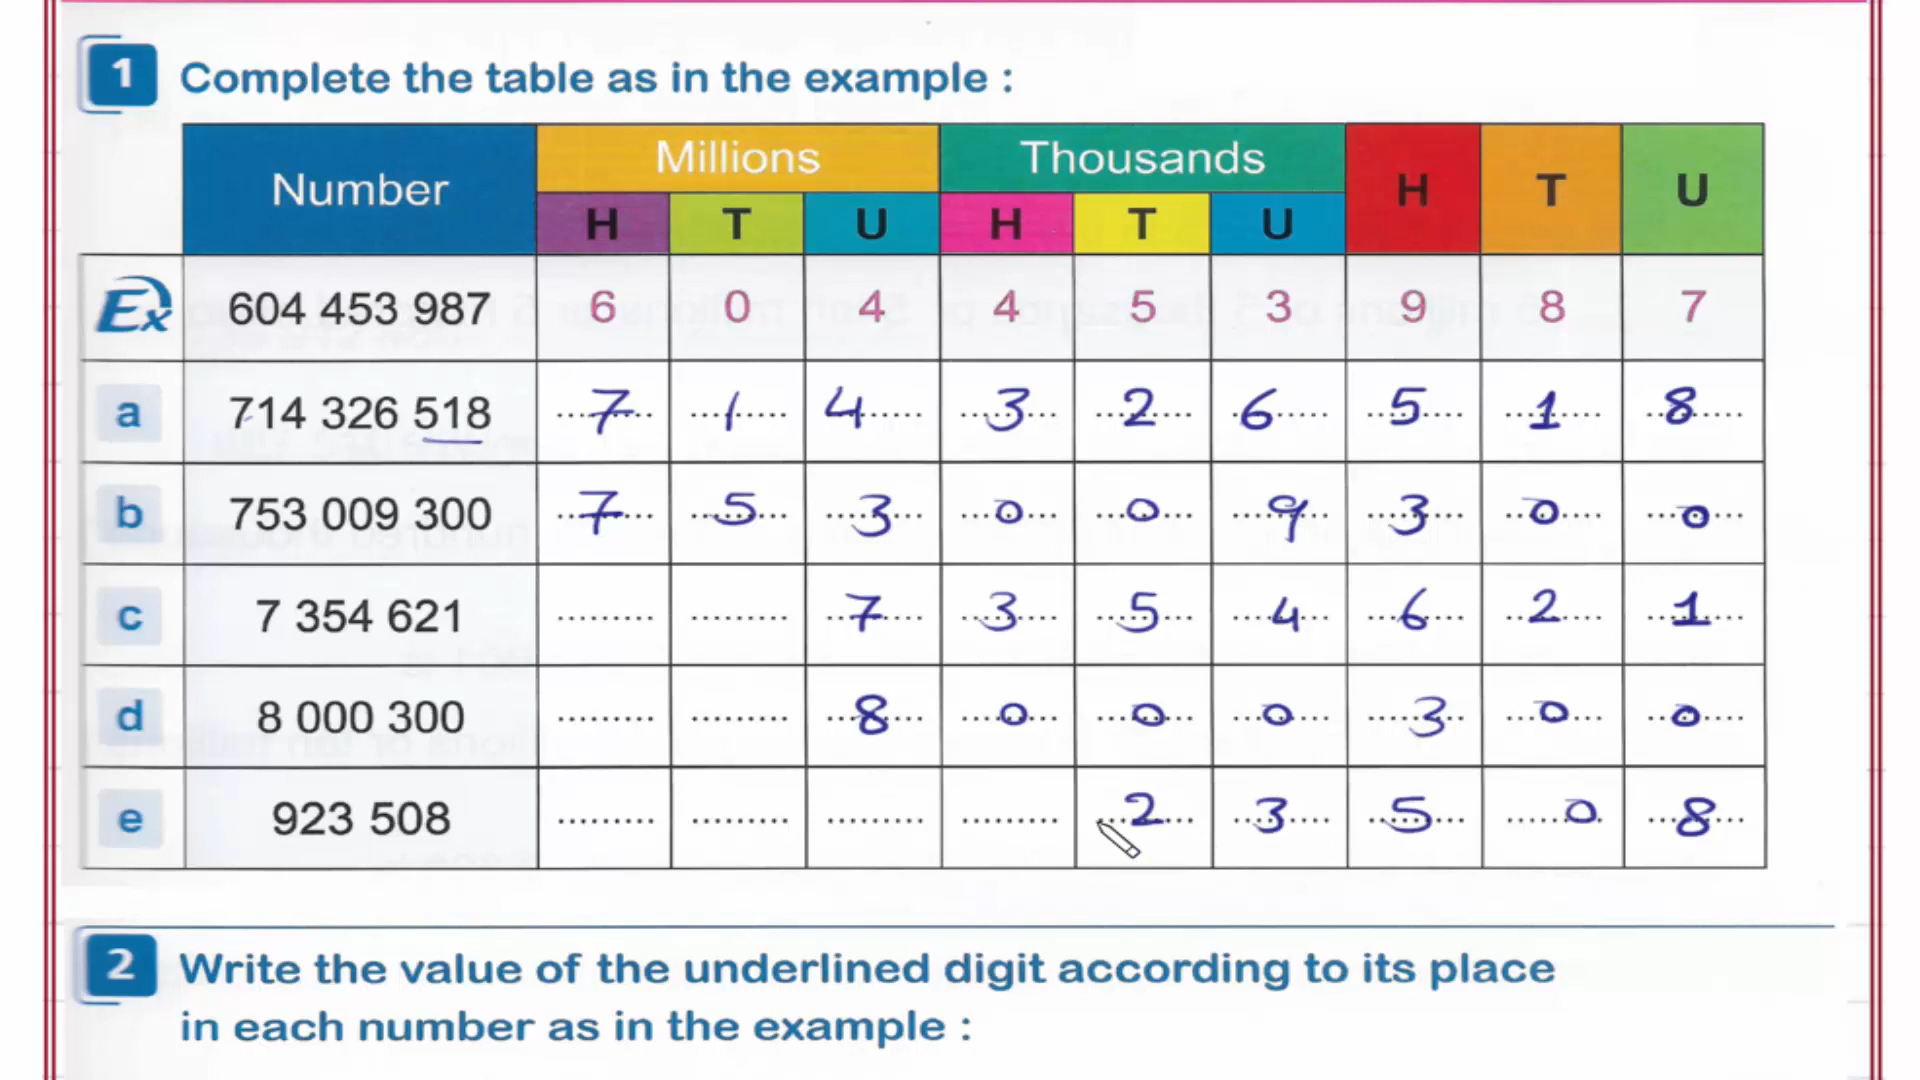 1 Complete the table as in the example :
Number Millions Thousands H T U
H T U H T U
Ex 604 453 987 6 0 4 4 5 3 9 8 7
a 714 326 518 7 1 4 3 2 6 5 1 8
b 753 009 300 7 5 3 0 0 9 3 0 0
c 7 354 621 ......... ......... 7 3 5 4 6 2 1
d 8 000 300 ......... ......... 8 0 0 0 3 0 0
e 923 508 ......... ......... ......... ......... 2 3 5 0 8
2 Write the value of the underlined digit according to its place
in each number as in the example :